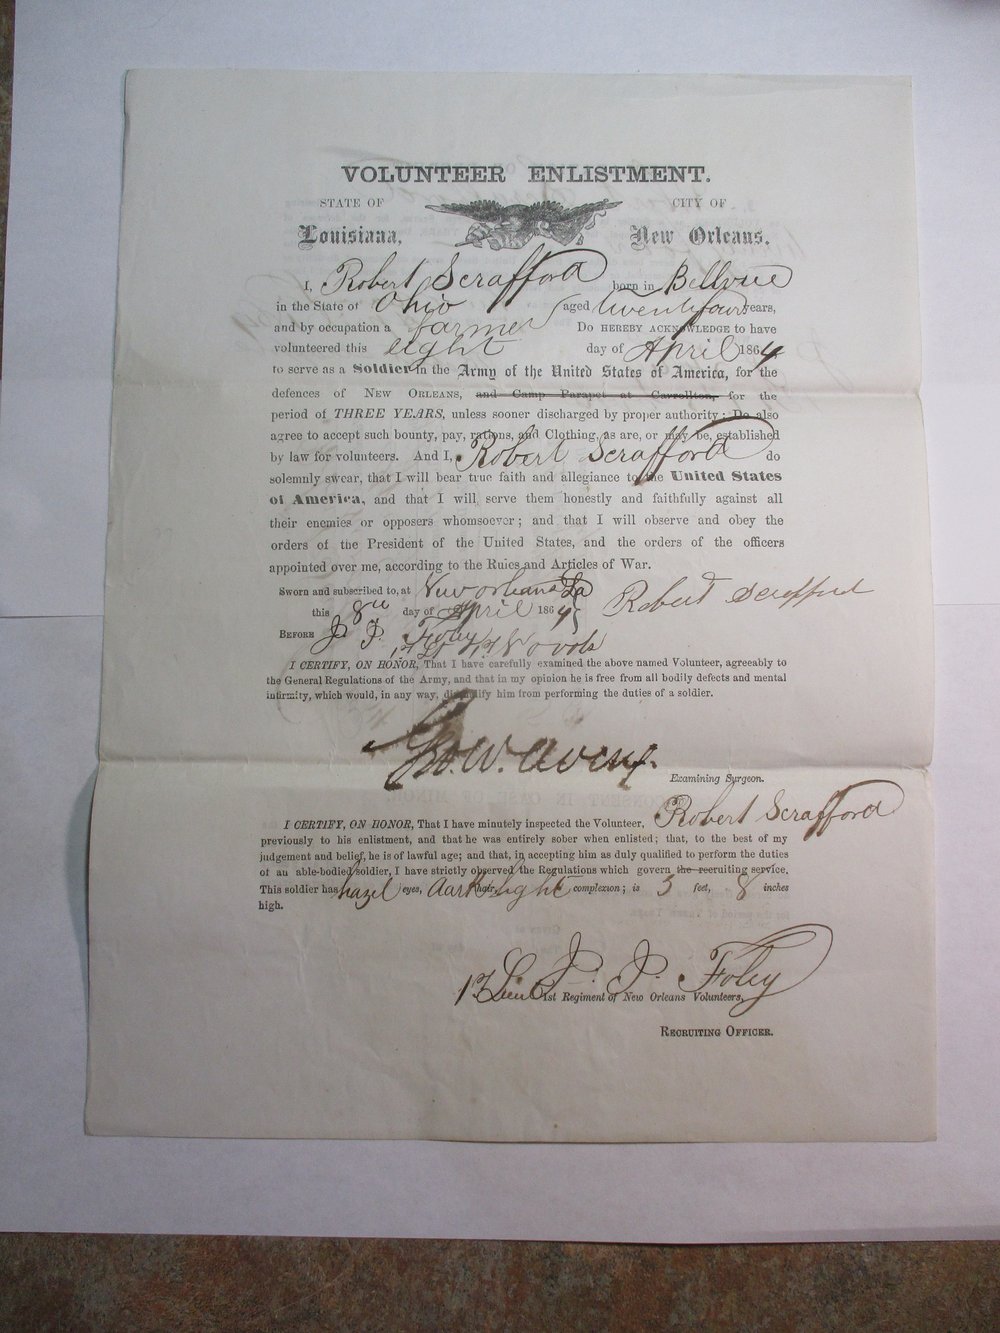 VOLUNTEER ENLISTMENT.
STATE OF CITY OF
Louisiana, New Orleans.
I, Robert Scrafford born in Bellvue
in the State of Ohio aged twentyfour years,
and by occupation a farmer Do HEREBY ACKNOWLEDGE to have
volunteered this eight day of April 1864
to serve as a Soldier in the Army of the United States of America, for the
defences of NEW ORLEANS, and Camp Parapet at Carrollton, for the
period of THREE YEARS, unless sooner discharged by proper authority; Do also
agree to accept such bounty, pay, rations, and Clothing, as are, or may be, established
by law for volunteers. And I, Robert Scrafford do
solemnly swear, that I will bear true faith and allegiance to the United States
of America, and that I will serve them honestly and faithfully against all
their enemies or opposers whomsoever; and that I will observe and obey the
orders of the President of the United States, and the orders of the officers
appointed over me, according to the Rules and Articles of War.
Sworn and subscribed to, at New Orleans La
this 8th day of April 1864 Robert Scrafford
BEFORE J. J. Foley
1st Lt 1st N O Vols
I CERTIFY, ON HONOR, That I have carefully examined the above named Volunteer, agreeably to
the General Regulations of the Army, and that in my opinion he is free from all bodily defects and mental
infirmity, which would, in any way, disqualify him from performing the duties of a soldier.
Geo. W. Avery.
Examining Surgeon.
I CERTIFY, ON HONOR, That I have minutely inspected the Volunteer, Robert Scrafford
previously to his enlistment, and that he was entirely sober when enlisted; that, to the best of my
judgement and belief, he is of lawful age; and that, in accepting him as duly qualified to perform the duties
of an able-bodied soldier, I have strictly observed the Regulations which govern the recruiting service.
This soldier has hazel eyes, dark hair, light complexion; is 5 feet, 8 inches
high.
1st Lieut J. J. Foley
1st Regiment of New Orleans Volunteers,
RECRUITING OFFICER.